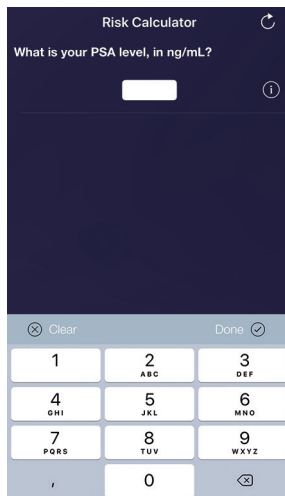 Risk Calculator
What is your PSA level, in ng/mL?
i
Clear Done
1 2 3
ABC DEF
4 5 6
GHI JKL MNO
7 8 9
PQRS TUV WXYZ
, 0